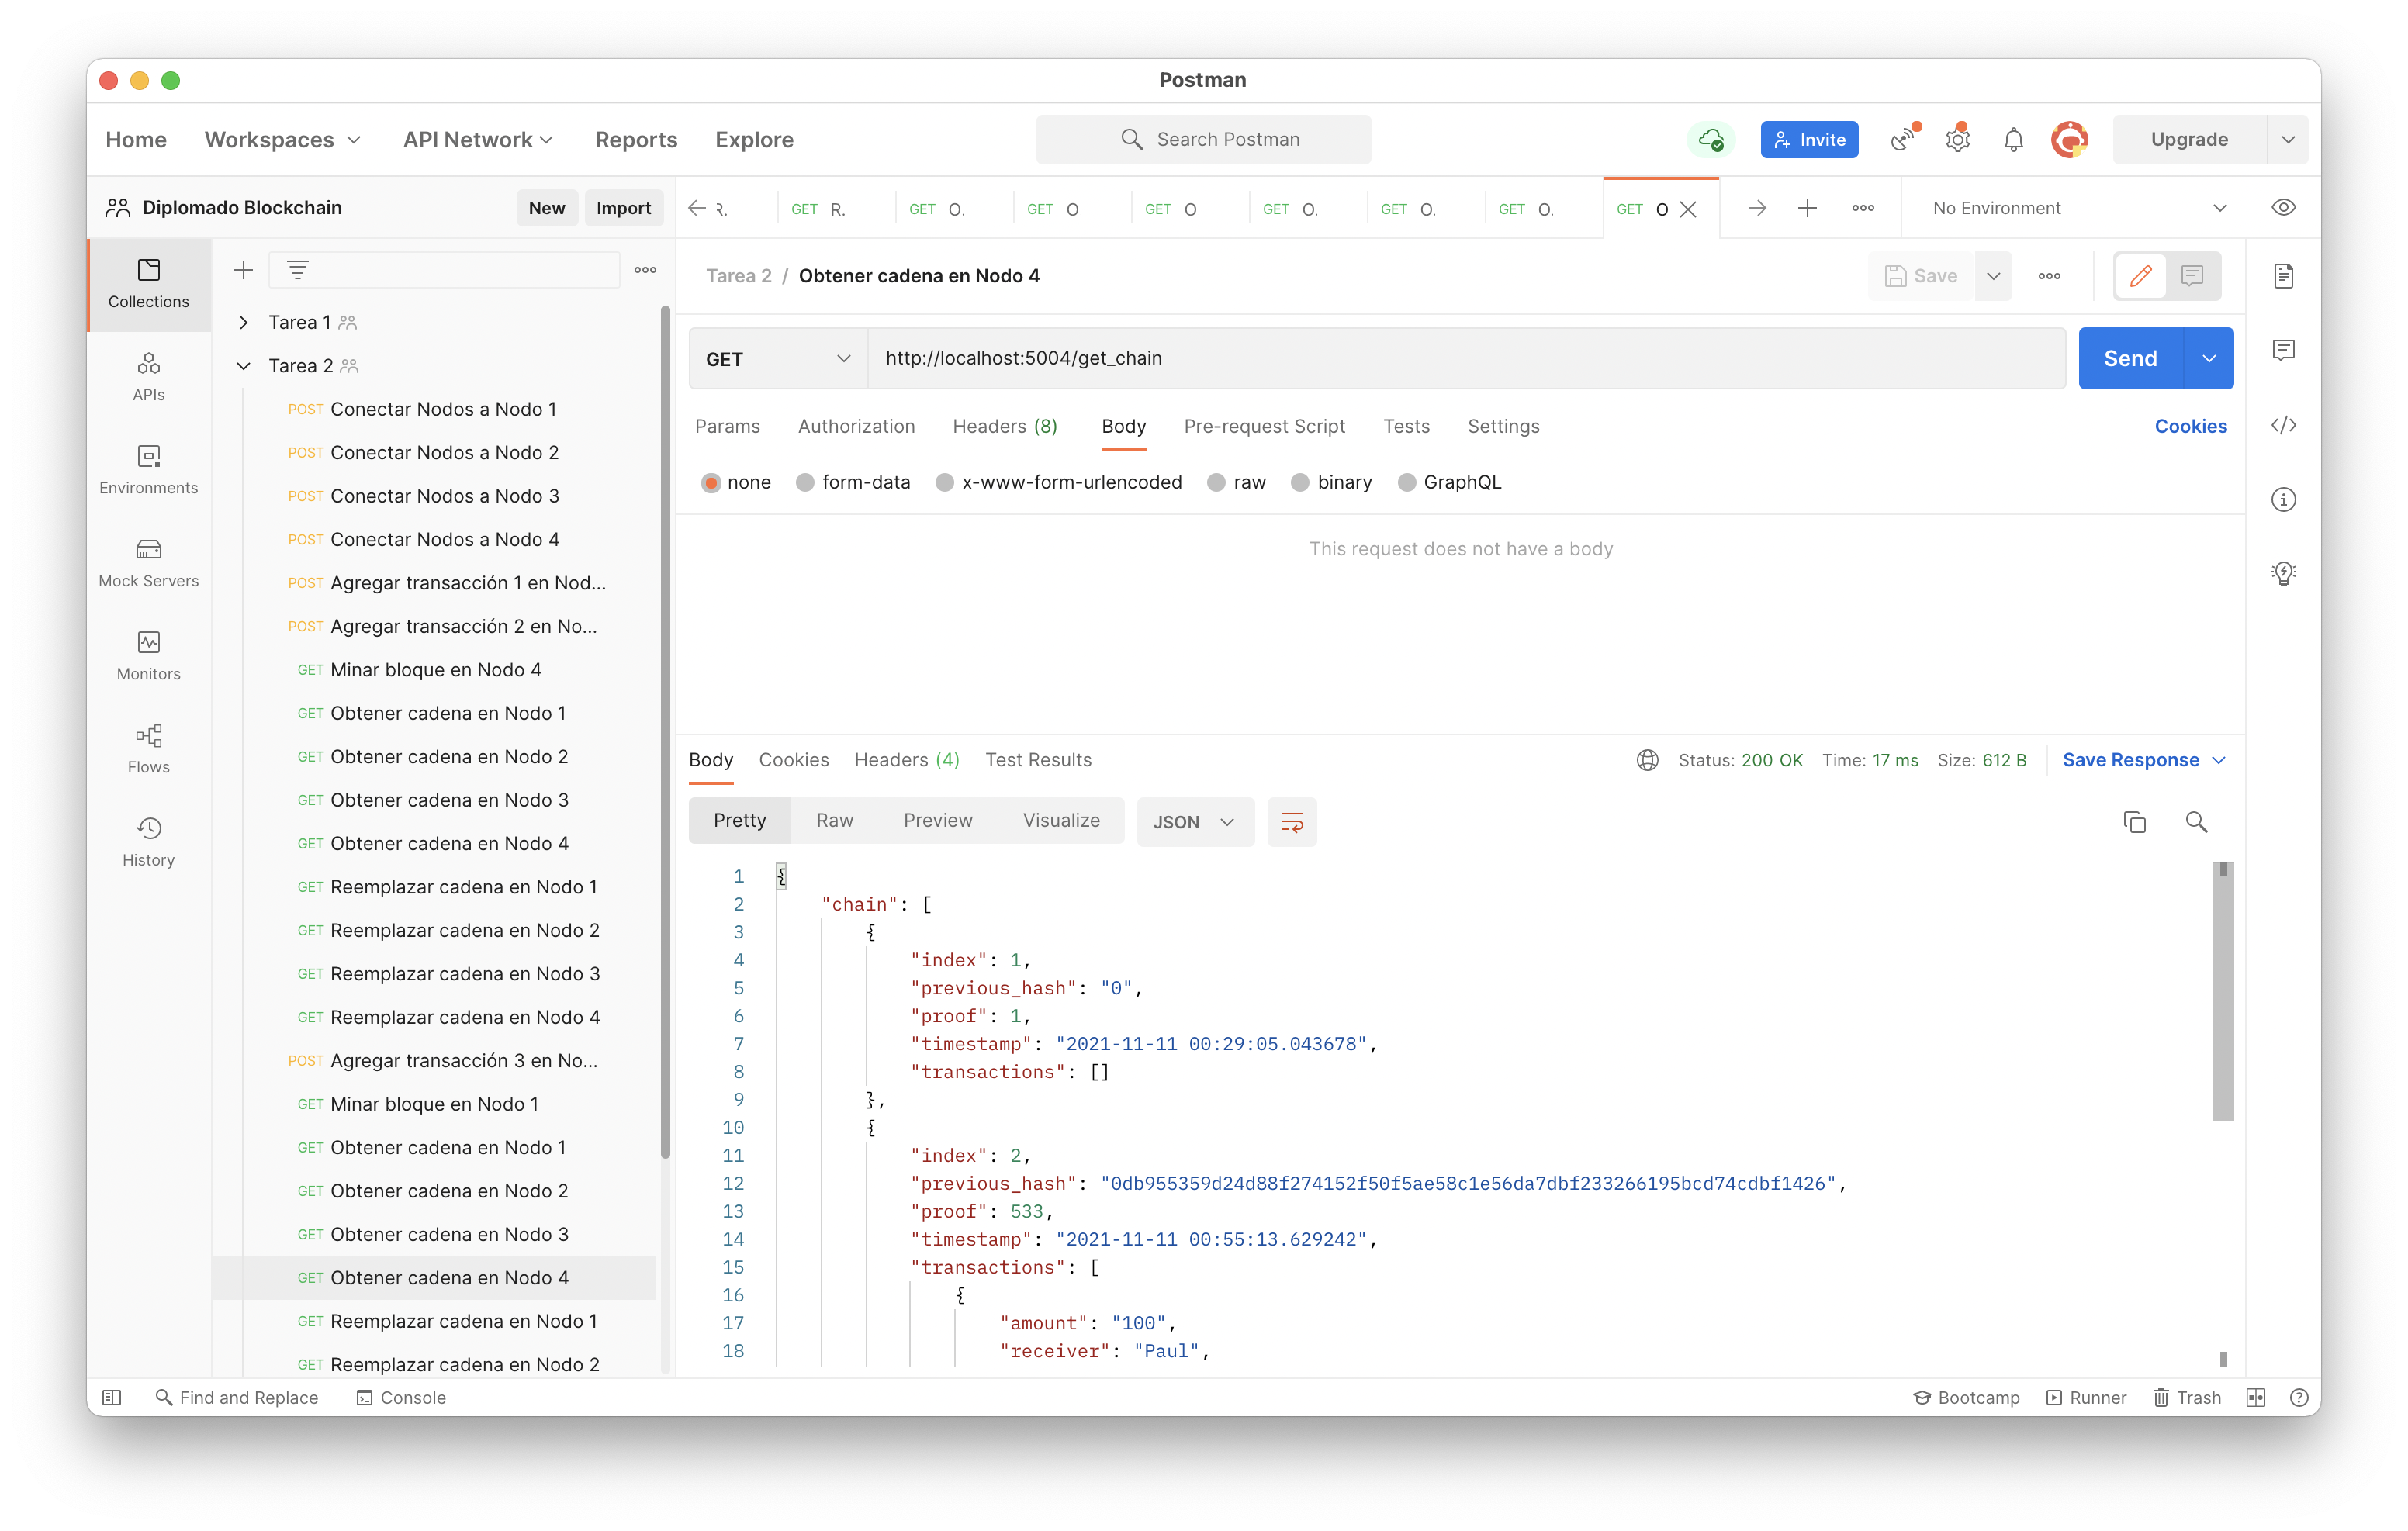 Postman
Home Workspaces API Network Reports Explore Search Postman Invite Upgrade
Diplomado Blockchain New Import R. GET R. GET O. GET O. GET O. GET O. GET O. GET O. GET O No Environment
Collections
APIs
Environments
Mock Servers
Monitors
Flows
History
Tarea 1
Tarea 2
POST Conectar Nodos a Nodo 1
POST Conectar Nodos a Nodo 2
POST Conectar Nodos a Nodo 3
POST Conectar Nodos a Nodo 4
POST Agregar transacción 1 en Nod...
POST Agregar transacción 2 en No...
GET Minar bloque en Nodo 4
GET Obtener cadena en Nodo 1
GET Obtener cadena en Nodo 2
GET Obtener cadena en Nodo 3
GET Obtener cadena en Nodo 4
GET Reemplazar cadena en Nodo 1
GET Reemplazar cadena en Nodo 2
GET Reemplazar cadena en Nodo 3
GET Reemplazar cadena en Nodo 4
POST Agregar transacción 3 en No...
GET Minar bloque en Nodo 1
GET Obtener cadena en Nodo 1
GET Obtener cadena en Nodo 2
GET Obtener cadena en Nodo 3
GET Obtener cadena en Nodo 4
GET Reemplazar cadena en Nodo 1
GET Reemplazar cadena en Nodo 2
Tarea 2 / Obtener cadena en Nodo 4 Save
GET http://localhost:5004/get_chain Send
Params Authorization Headers (8) Body Pre-request Script Tests Settings Cookies
none form-data x-www-form-urlencoded raw binary GraphQL
This request does not have a body
Body Cookies Headers (4) Test Results Status: 200 OK Time: 17 ms Size: 612 B Save Response
Pretty Raw Preview Visualize JSON
1 {
2 "chain": [
3 {
4 "index": 1,
5 "previous_hash": "0",
6 "proof": 1,
7 "timestamp": "2021-11-11 00:29:05.043678",
8 "transactions": []
9 },
10 {
11 "index": 2,
12 "previous_hash": "0db955359d24d88f274152f50f5ae58c1e56da7dbf233266195bcd74cdbf1426",
13 "proof": 533,
14 "timestamp": "2021-11-11 00:55:13.629242",
15 "transactions": [
16 {
17 "amount": "100",
18 "receiver": "Paul",
Find and Replace Console Bootcamp Runner Trash